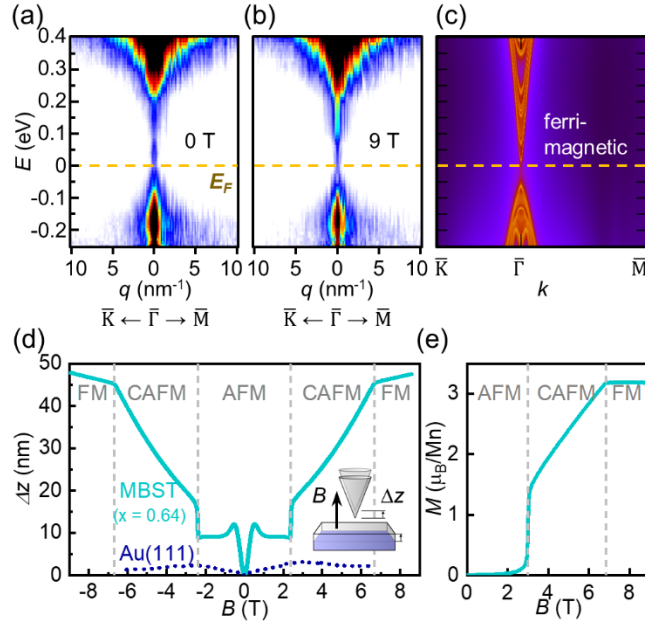 (a)
(b)
(c)
0.4
0.3
0.2
0.1
0
-0.1
-0.2
E (eV)
0 T
E_F
9 T
ferri-
magnetic
10 5 0 5 10
10 5 0 5 10
K̅ Γ̅ M̅
q (nm⁻¹)
q (nm⁻¹)
k
K̅ ← Γ̅ → M̅
K̅ ← Γ̅ → M̅
(d)
(e)
50
40
30
20
10
0
Δz (nm)
FM CAFM AFM CAFM FM
MBST
(x = 0.64)
Au(111)
B
Δz
-8 -6 -4 -2 0 2 4 6 8
B (T)
3
2
1
0
M (μ_B/Mn)
AFM CAFM FM
0 2 4 6 8
B (T)